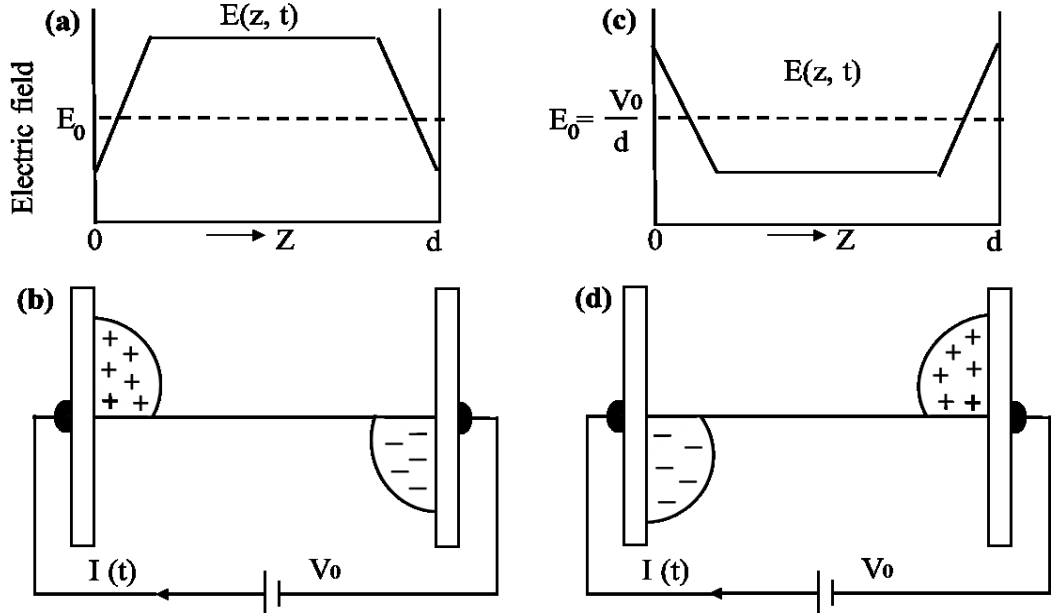 (a)
E(z, t)
Electric field
E₀
0
Z
d
(c)
E(z, t)
E₀= V₀/d
0
Z
d
(b)
+ + + + + + +
− − − − − −
I (t)
V₀
(d)
+ + + + + + +
− − − − − −
I (t)
V₀